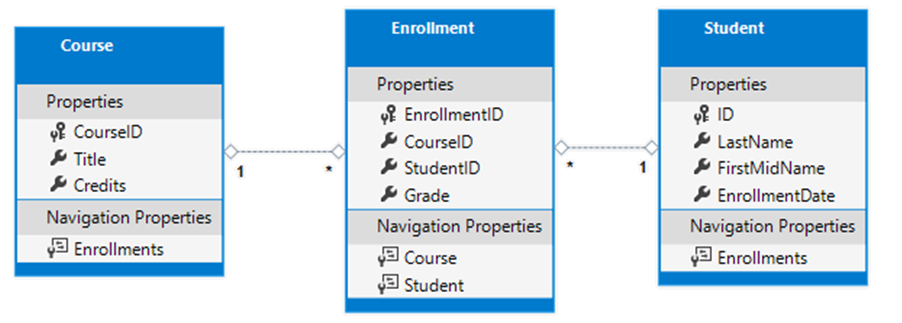 Course
Properties
CourseID
Title
Credits
Navigation Properties
Enrollments
1
*
Enrollment
Properties
EnrollmentID
CourseID
StudentID
Grade
Navigation Properties
Course
Student
*
1
Student
Properties
ID
LastName
FirstMidName
EnrollmentDate
Navigation Properties
Enrollments